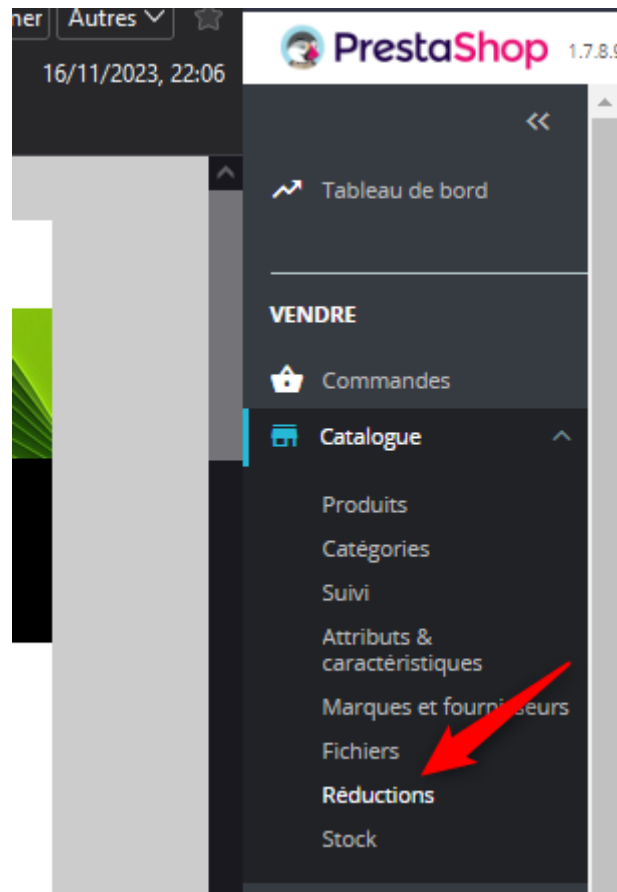 ner Autres
16/11/2023, 22:06
PrestaShop 1.7.8.9
Tableau de bord
VENDRE
Commandes
Catalogue
Produits
Catégories
Suivi
Attributs &
caractéristiques
Marques et fournisseurs
Fichiers
Réductions
Stock